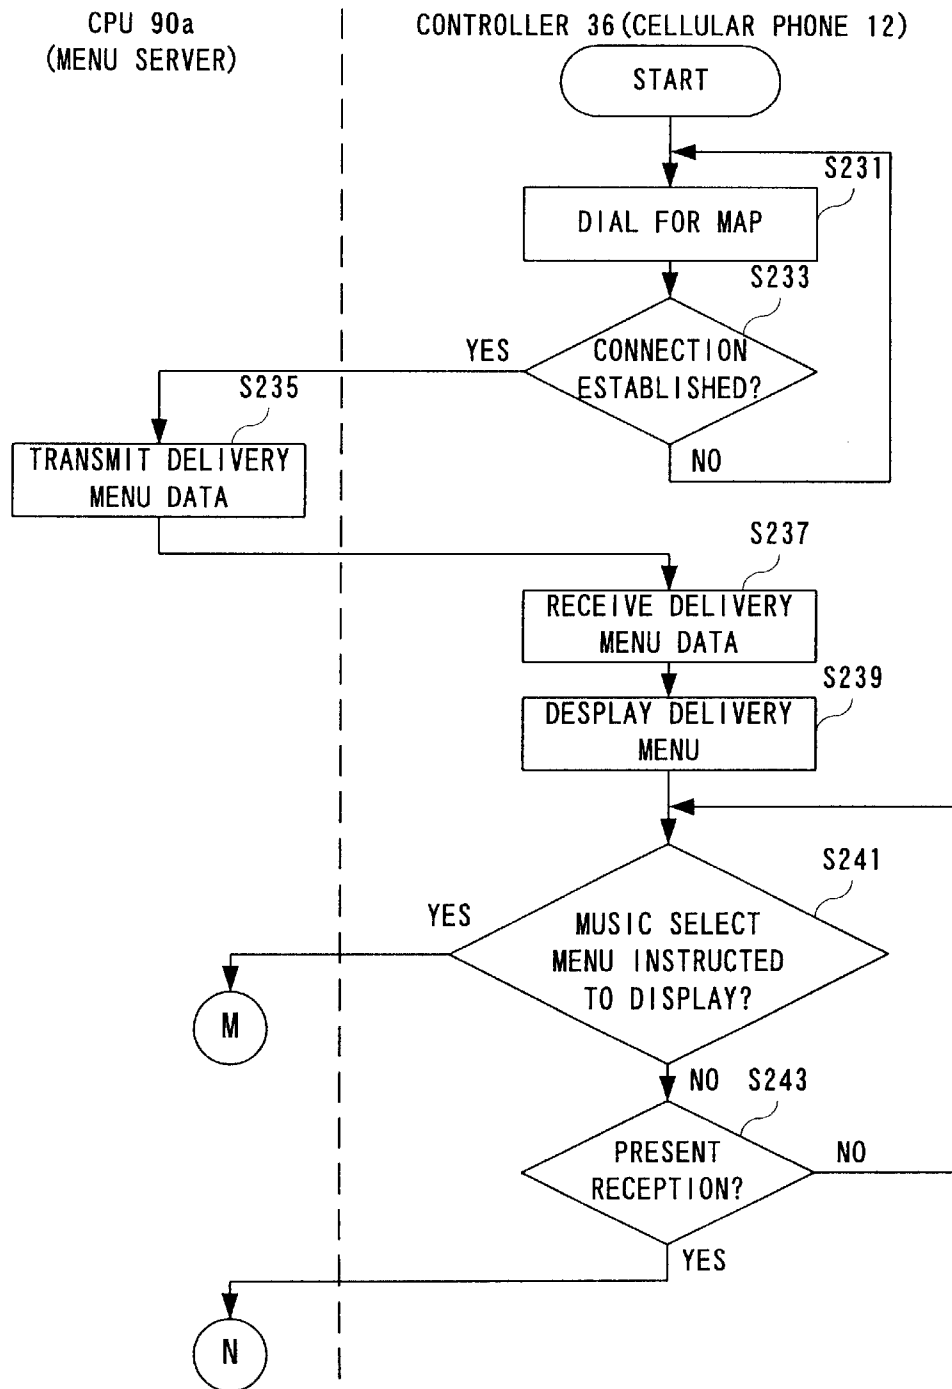 CPU 90a
(MENU SERVER)
CONTROLLER 36(CELLULAR PHONE 12)
START
S231
DIAL FOR MAP
S233
YES
CONNECTION
ESTABLISHED?
S235
NO
TRANSMIT DELIVERY
MENU DATA
S237
RECEIVE DELIVERY
MENU DATA
S239
DESPLAY DELIVERY
MENU
S241
YES
MUSIC SELECT
MENU INSTRUCTED
TO DISPLAY?
M
NO
S243
PRESENT
RECEPTION?
NO
YES
N